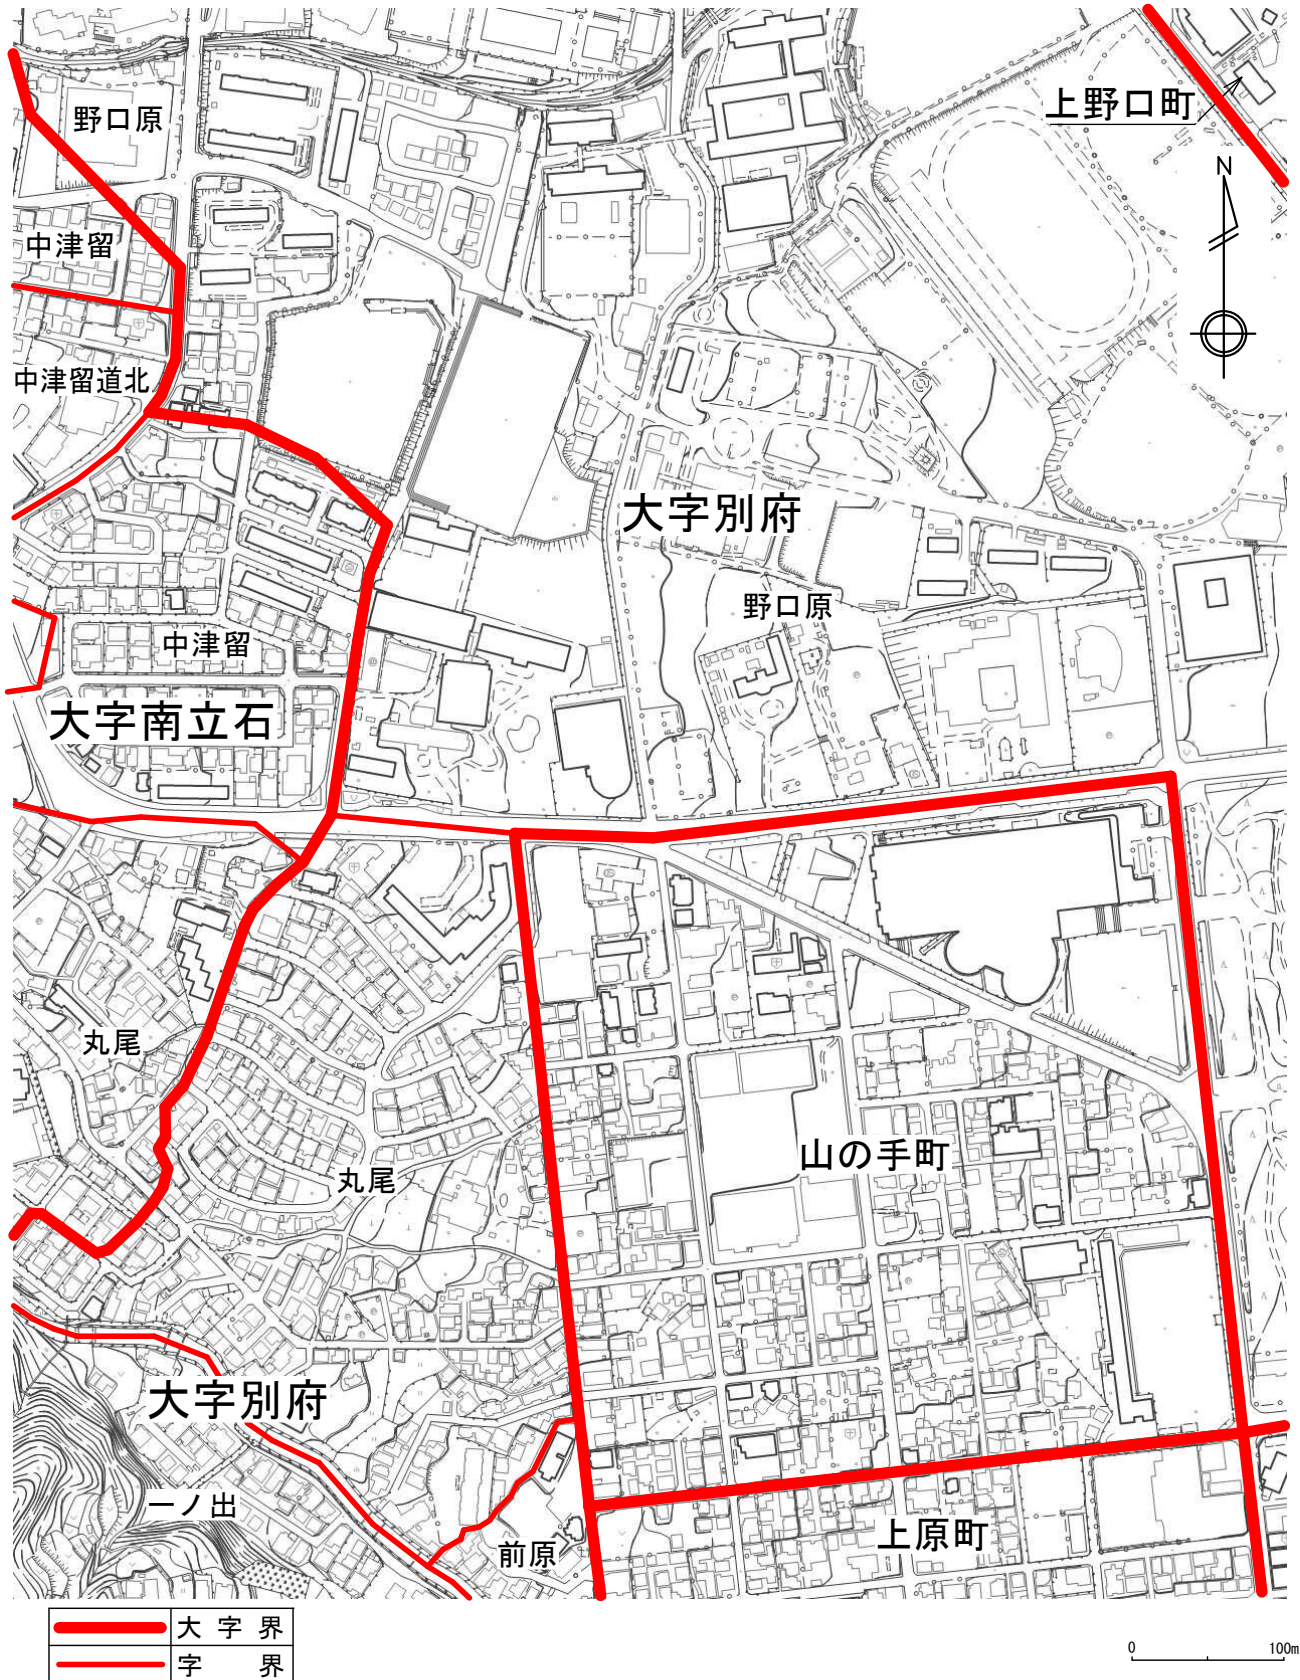 野口原
上野口町
N
中津留
中津留道北
大字別府
野口原
中津留
大字南立石
丸尾
山の手町
丸尾
大字別府
一ノ出
前原
上原町
大字界
字界
0 100m